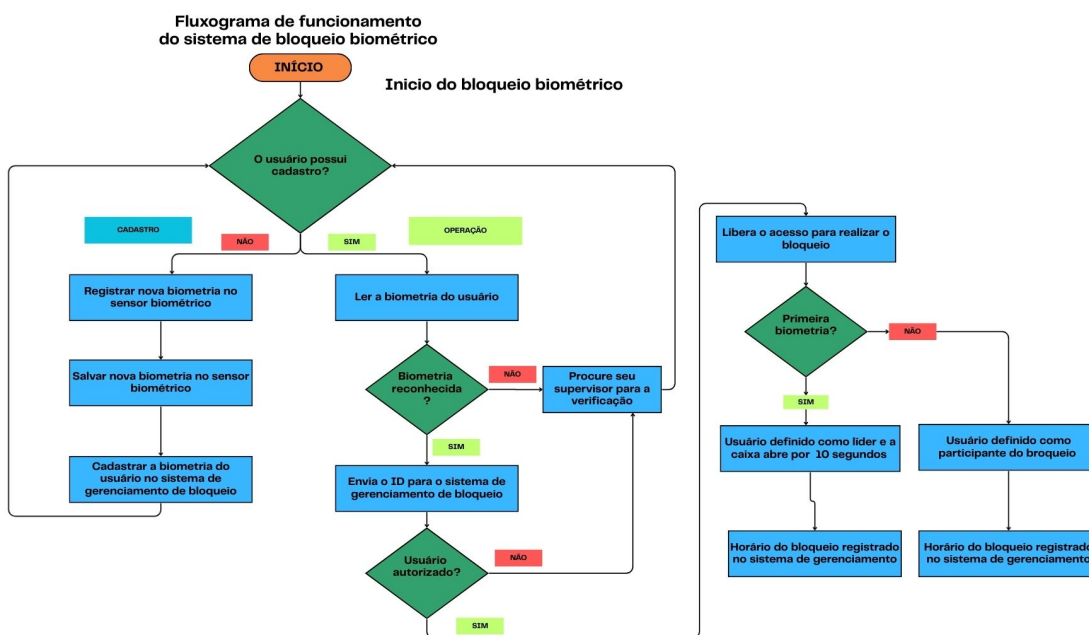 Fluxograma de funcionamento
do sistema de bloqueio biométrico
INÍCIO
Inicio do bloqueio biométrico
O usuário possui
cadastro?
CADASTRO
NÃO
SIM
OPERAÇÃO
Registrar nova biometria no
sensor biométrico
Salvar nova biometria no sensor
biométrico
Cadastrar a biometria do
usuário no sistema de
gerenciamento de bloqueio
Ler a biometria do usuário
Biometria
reconhecida
?
NÃO
Procure seu
supervisor para a
verificação
SIM
Envia o ID para o sistema de
gerenciamento de bloqueio
Usuário
autorizado?
NÃO
SIM
Libera o acesso para realizar o
bloqueio
Primeira
biometria?
NÃO
SIM
Usuário definido como líder e a
caixa abre por 10 segundos
Usuário definido como
participante do broqueio
Horário do bloqueio registrado
no sistema de gerenciamento
Horário do bloqueio registrado
no sistema de gerenciamento